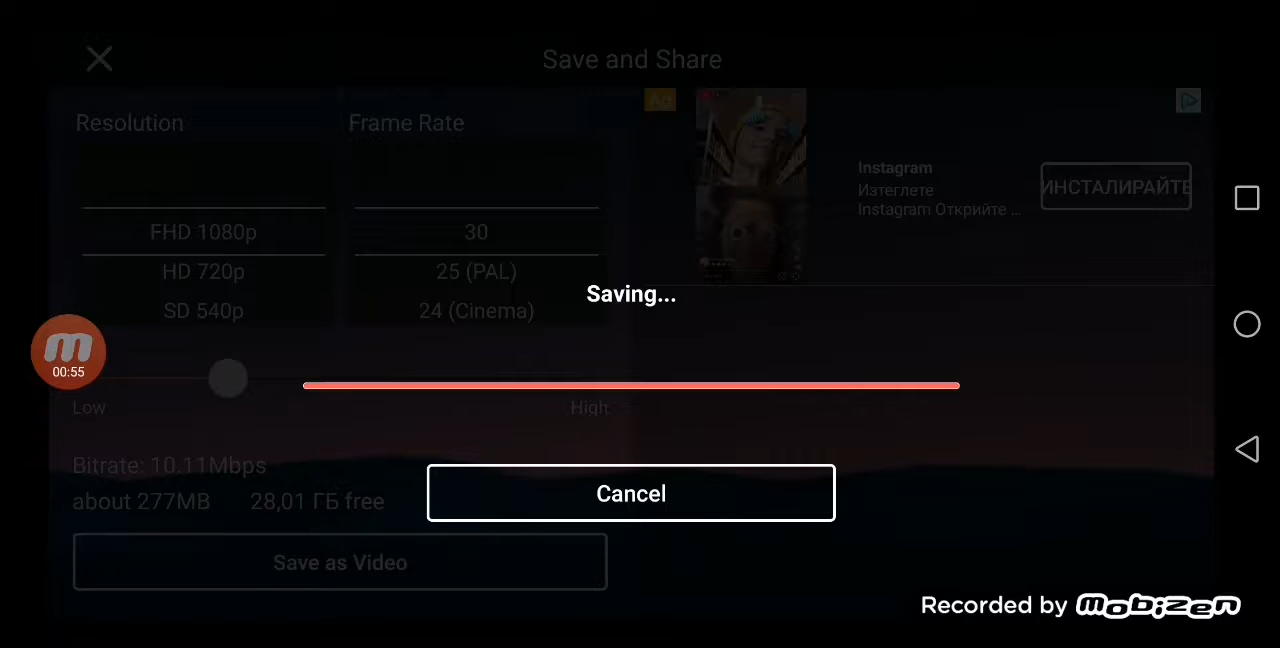 Save and Share
Resolution
Frame Rate
Ad
FHD 1080p
30
HD 720p
25 (PAL)
SD 540p
24 (Cinema)
Instagram
Изтеглете
Instagram Открийте ...
ИНСТАЛИРАЙТЕ
Saving...
00:55
Low
High
Bitrate: 10.11Mbps
about 277MB
28,01 ГБ free
Cancel
Save as Video
Recorded by mobizen